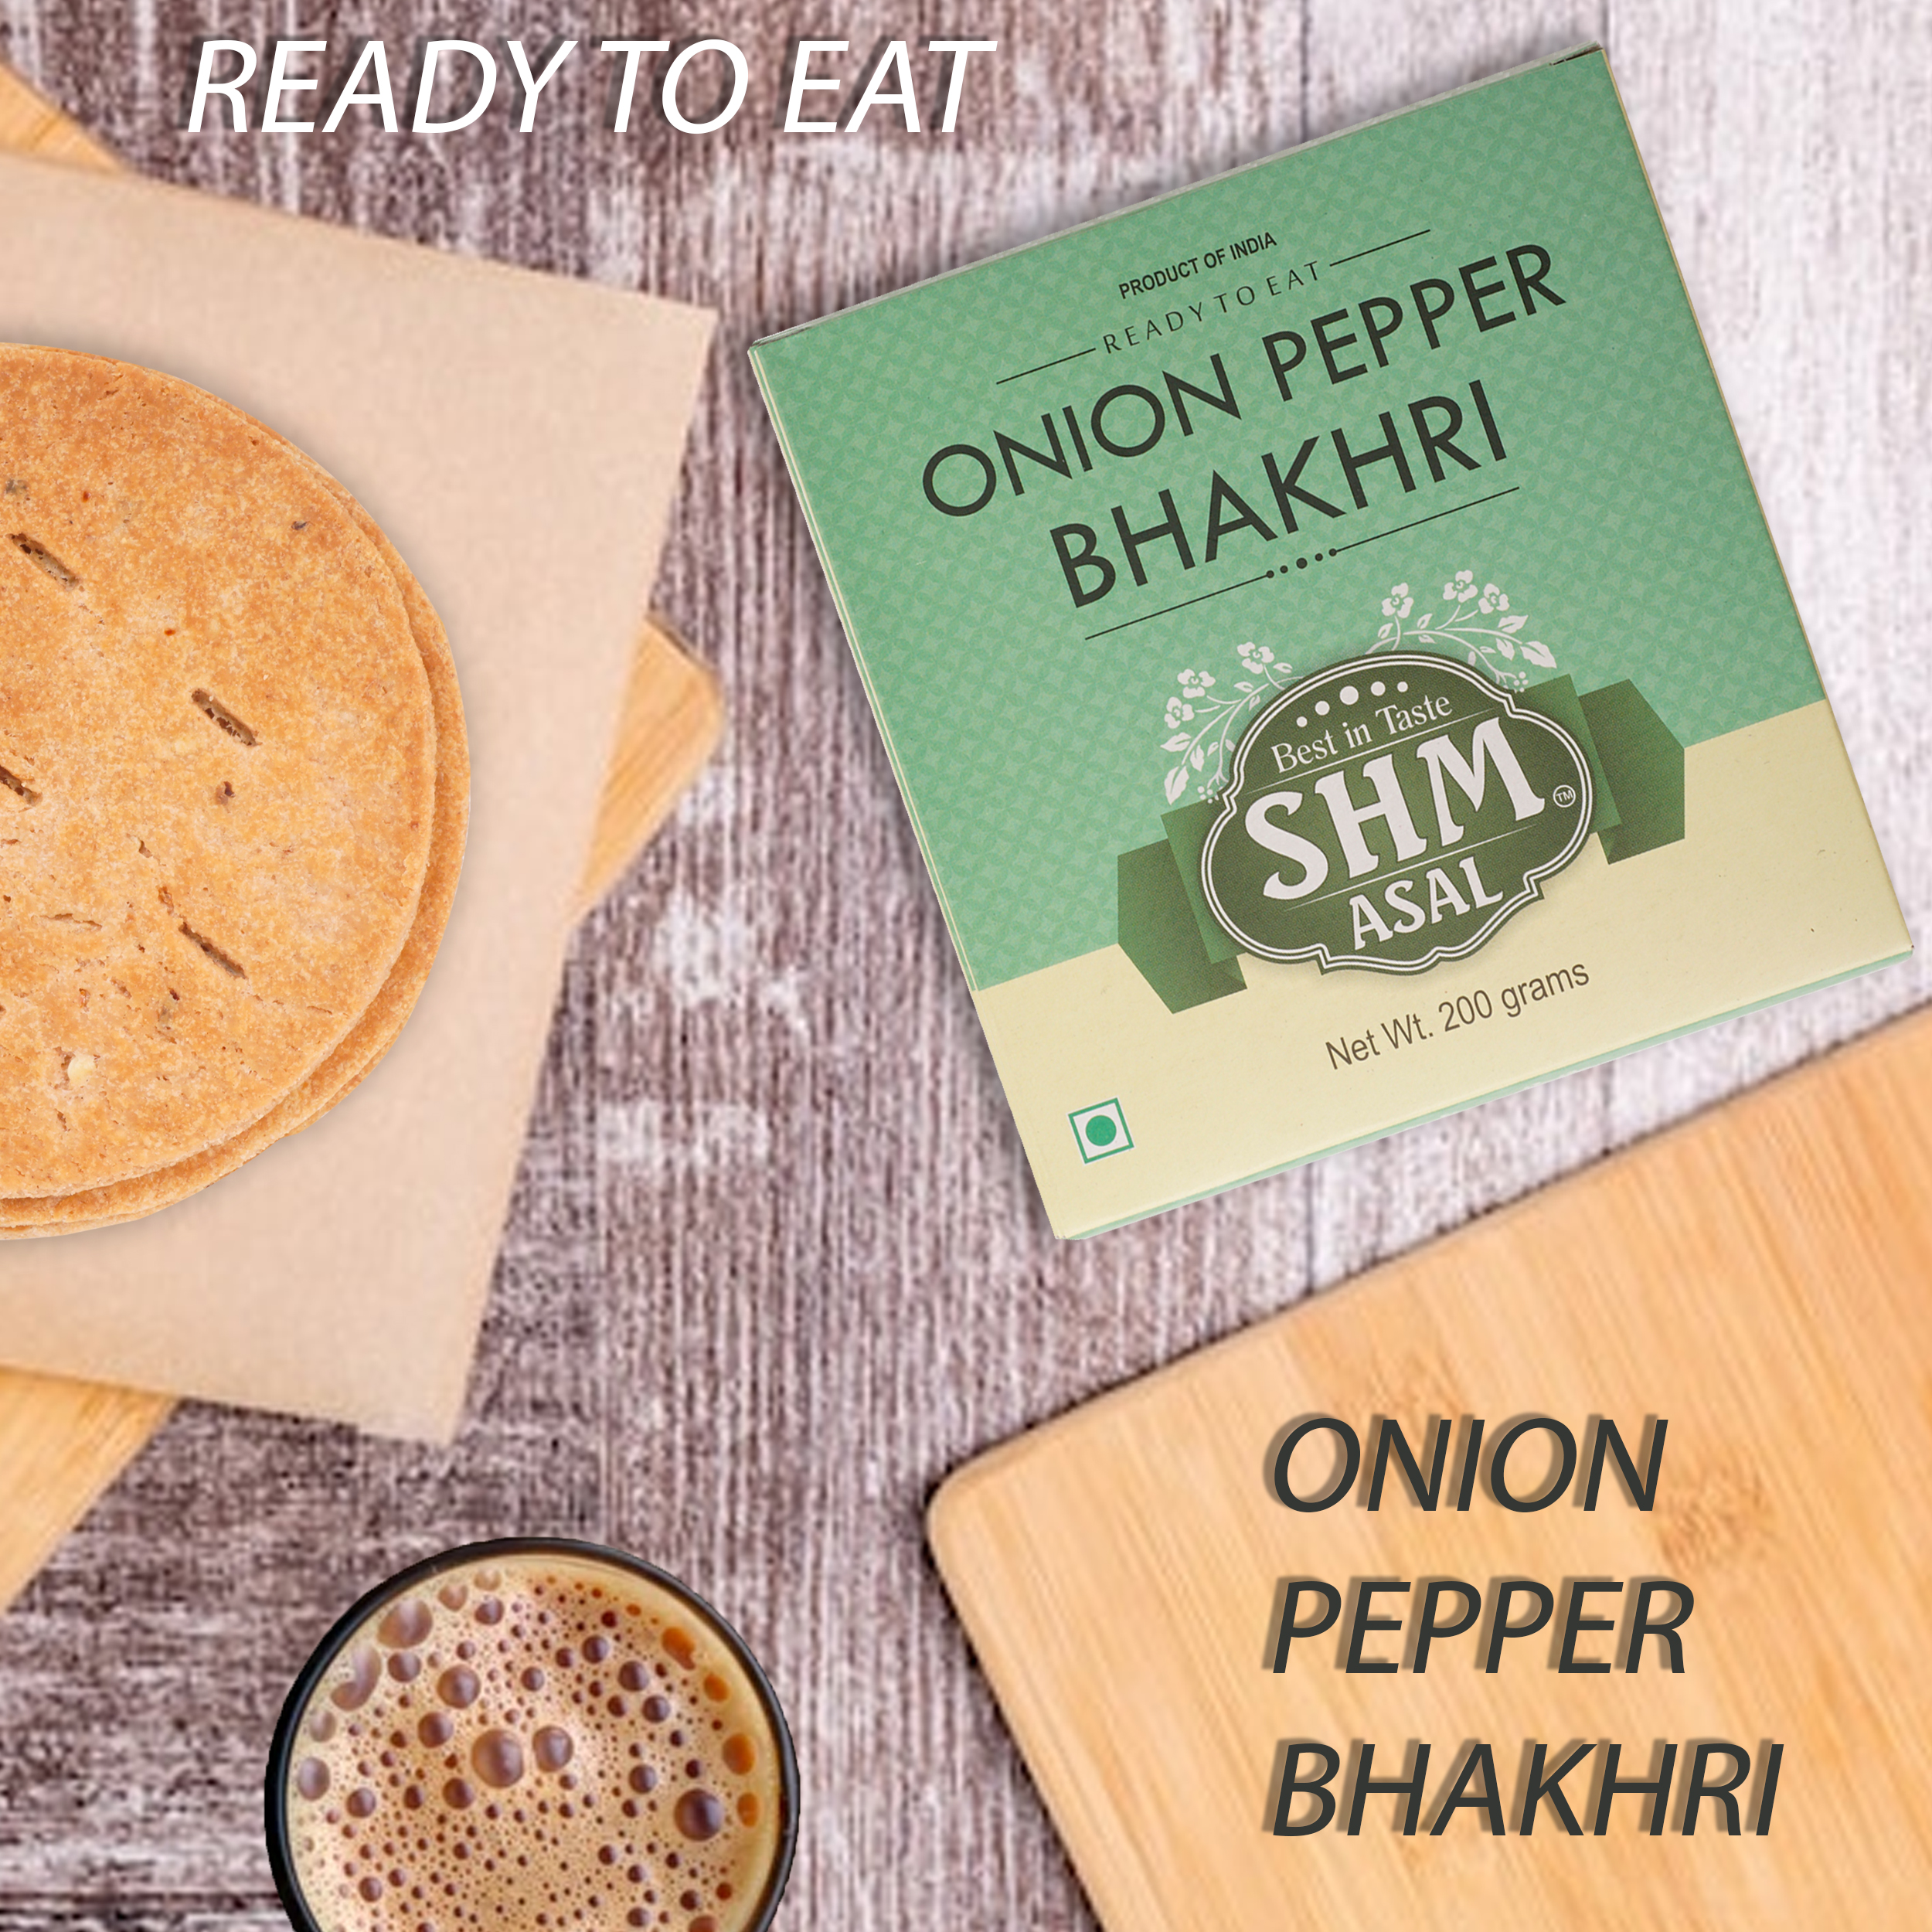 READY TO EAT
PRODUCT OF INDIA
READY TO EAT
ONION PEPPER
BHAKHRI
Best in Taste
SHM
TM
ASAL
Net Wt. 200 grams
ONION
PEPPER
BHAKHRI